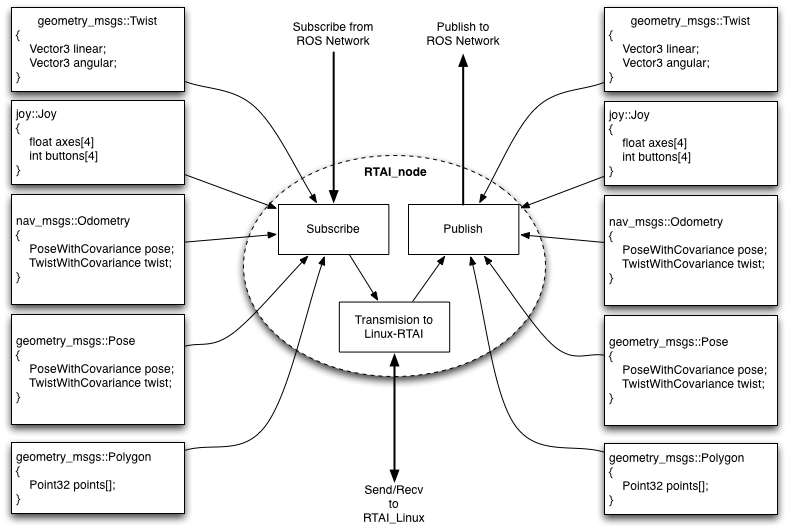 geometry_msgs::Twist
{
Vector3 linear;
Vector3 angular;
}
joy::Joy
{
float axes[4]
int buttons[4]
}
nav_msgs::Odometry
{
PoseWithCovariance pose;
TwistWithCovariance twist;
}
geometry_msgs::Pose
{
PoseWithCovariance pose;
TwistWithCovariance twist;
}
geometry_msgs::Polygon
{
Point32 points[];
}
Subscribe from
ROS Network
Publish to
ROS Network
RTAI_node
Subscribe
Publish
Transmision to
Linux-RTAI
Send/Recv
to
RTAI_Linux
geometry_msgs::Twist
{
Vector3 linear;
Vector3 angular;
}
joy::Joy
{
float axes[4]
int buttons[4]
}
nav_msgs::Odometry
{
PoseWithCovariance pose;
TwistWithCovariance twist;
}
geometry_msgs::Pose
{
PoseWithCovariance pose;
TwistWithCovariance twist;
}
geometry_msgs::Polygon
{
Point32 points[];
}